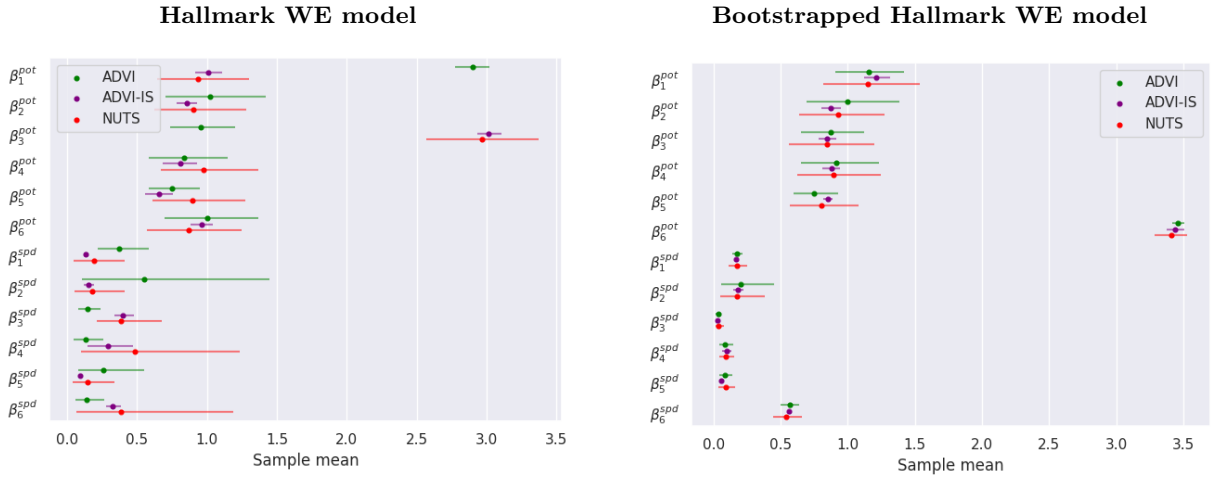 Hallmark WE model
β₁ᵖᵒᵗ
β₂ᵖᵒᵗ
β₃ᵖᵒᵗ
β₄ᵖᵒᵗ
β₅ᵖᵒᵗ
β₆ᵖᵒᵗ
β₁ˢᵖᵈ
β₂ˢᵖᵈ
β₃ˢᵖᵈ
β₄ˢᵖᵈ
β₅ˢᵖᵈ
β₆ˢᵖᵈ
ADVI
ADVI-IS
NUTS
0.0 0.5 1.0 1.5 2.0 2.5 3.0 3.5
Sample mean
Bootstrapped Hallmark WE model
β₁ᵖᵒᵗ
β₂ᵖᵒᵗ
β₃ᵖᵒᵗ
β₄ᵖᵒᵗ
β₅ᵖᵒᵗ
β₆ᵖᵒᵗ
β₁ˢᵖᵈ
β₂ˢᵖᵈ
β₃ˢᵖᵈ
β₄ˢᵖᵈ
β₅ˢᵖᵈ
β₆ˢᵖᵈ
ADVI
ADVI-IS
NUTS
0.0 0.5 1.0 1.5 2.0 2.5 3.0 3.5
Sample mean